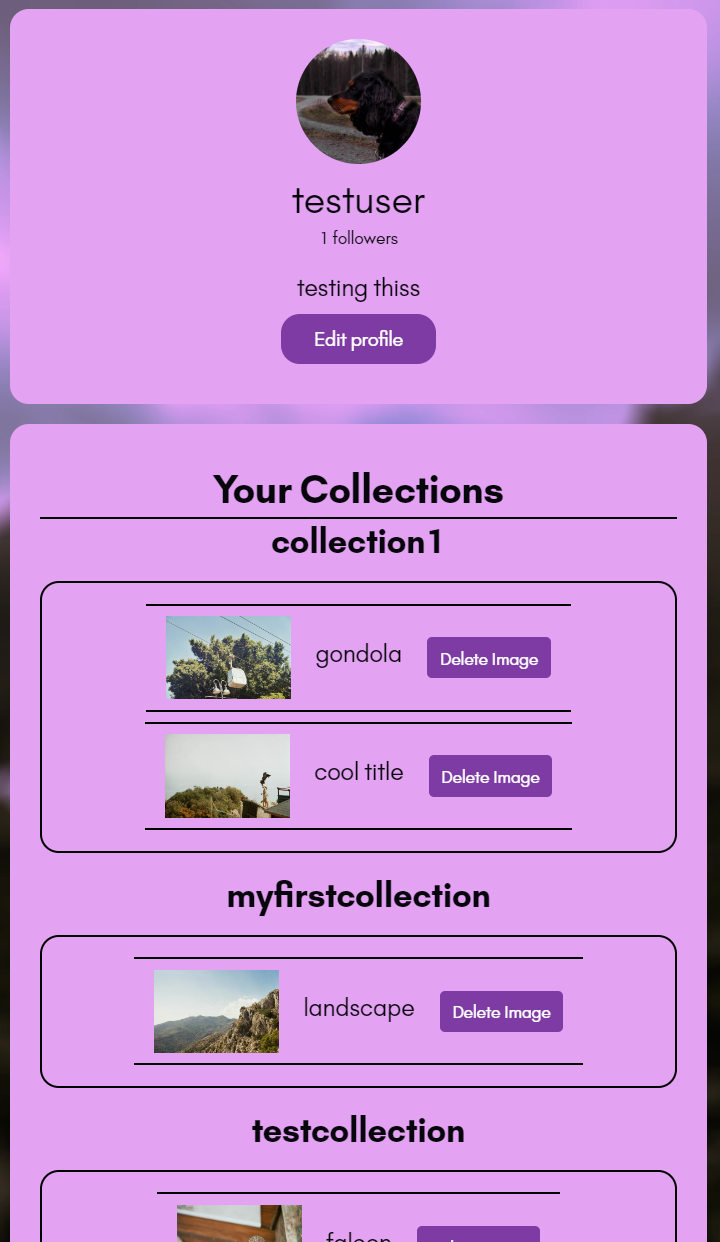 testuser
1 followers
testing thiss
Edit profile
Your Collections
collection1
gondola
Delete Image
cool title
Delete Image
myfirstcollection
landscape
Delete Image
testcollection
falcon